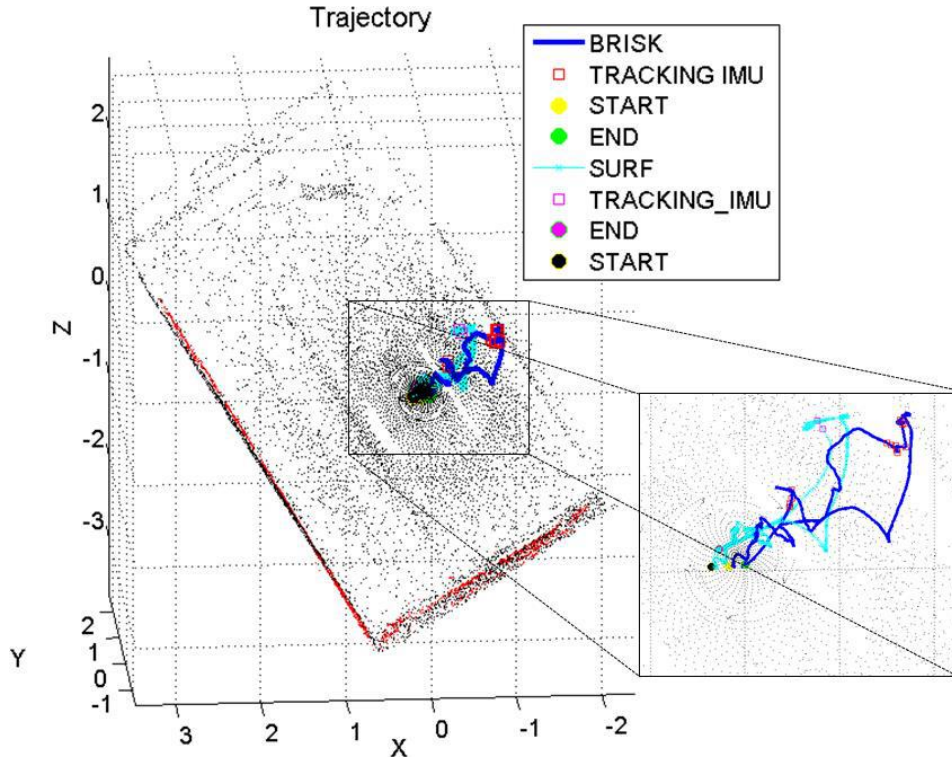 Trajectory
BRISK
TRACKING IMU
START
END
SURF
TRACKING_IMU
END
START
2
1
0
-1
-2
-3
Z
2
1
0
-1
Y
3
2
1
0
-1
-2
X